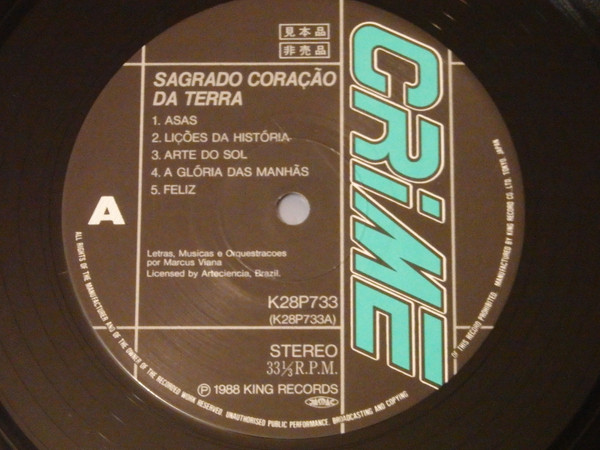 見本品
非売品
SAGRADO CORAÇÃO
DA TERRA
1. ASAS
2. LIÇÕES DA HISTÓRIA
3. ARTE DO SOL
4. A GLÓRIA DAS MANHÃS
5. FELIZ
A
Letras, Musicas e Orquestracoes
por Marcus Viana
Licensed by Arteciencia, Brazil.
K28P733
(K28P733A)
STEREO
33⅓ R.P.M.
Ⓟ 1988 KING RECORDS
CRiME
ALL RIGHTS OF THE MANUFACTURER AND OF THE OWNER OF THE RECORDED WORK RESERVED. UNAUTHORISED PUBLIC PERFORMANCE. BROADCASTING AND COPYING OF THIS RECORD PROHIBITED. MANUFACTURED BY KING RECORD CO., LTD. TOKYO, JAPAN